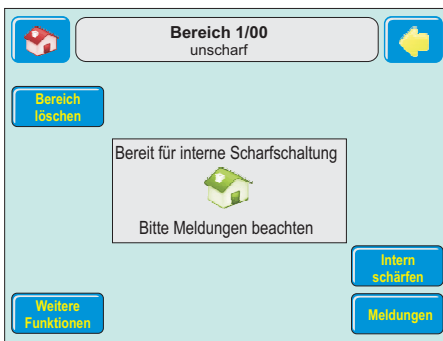 Bereich 1/00
unscharf
Bereich
löschen
Bereit für interne Scharfschaltung
Bitte Meldungen beachten
Intern
schärfen
Weitere
Funktionen
Meldungen